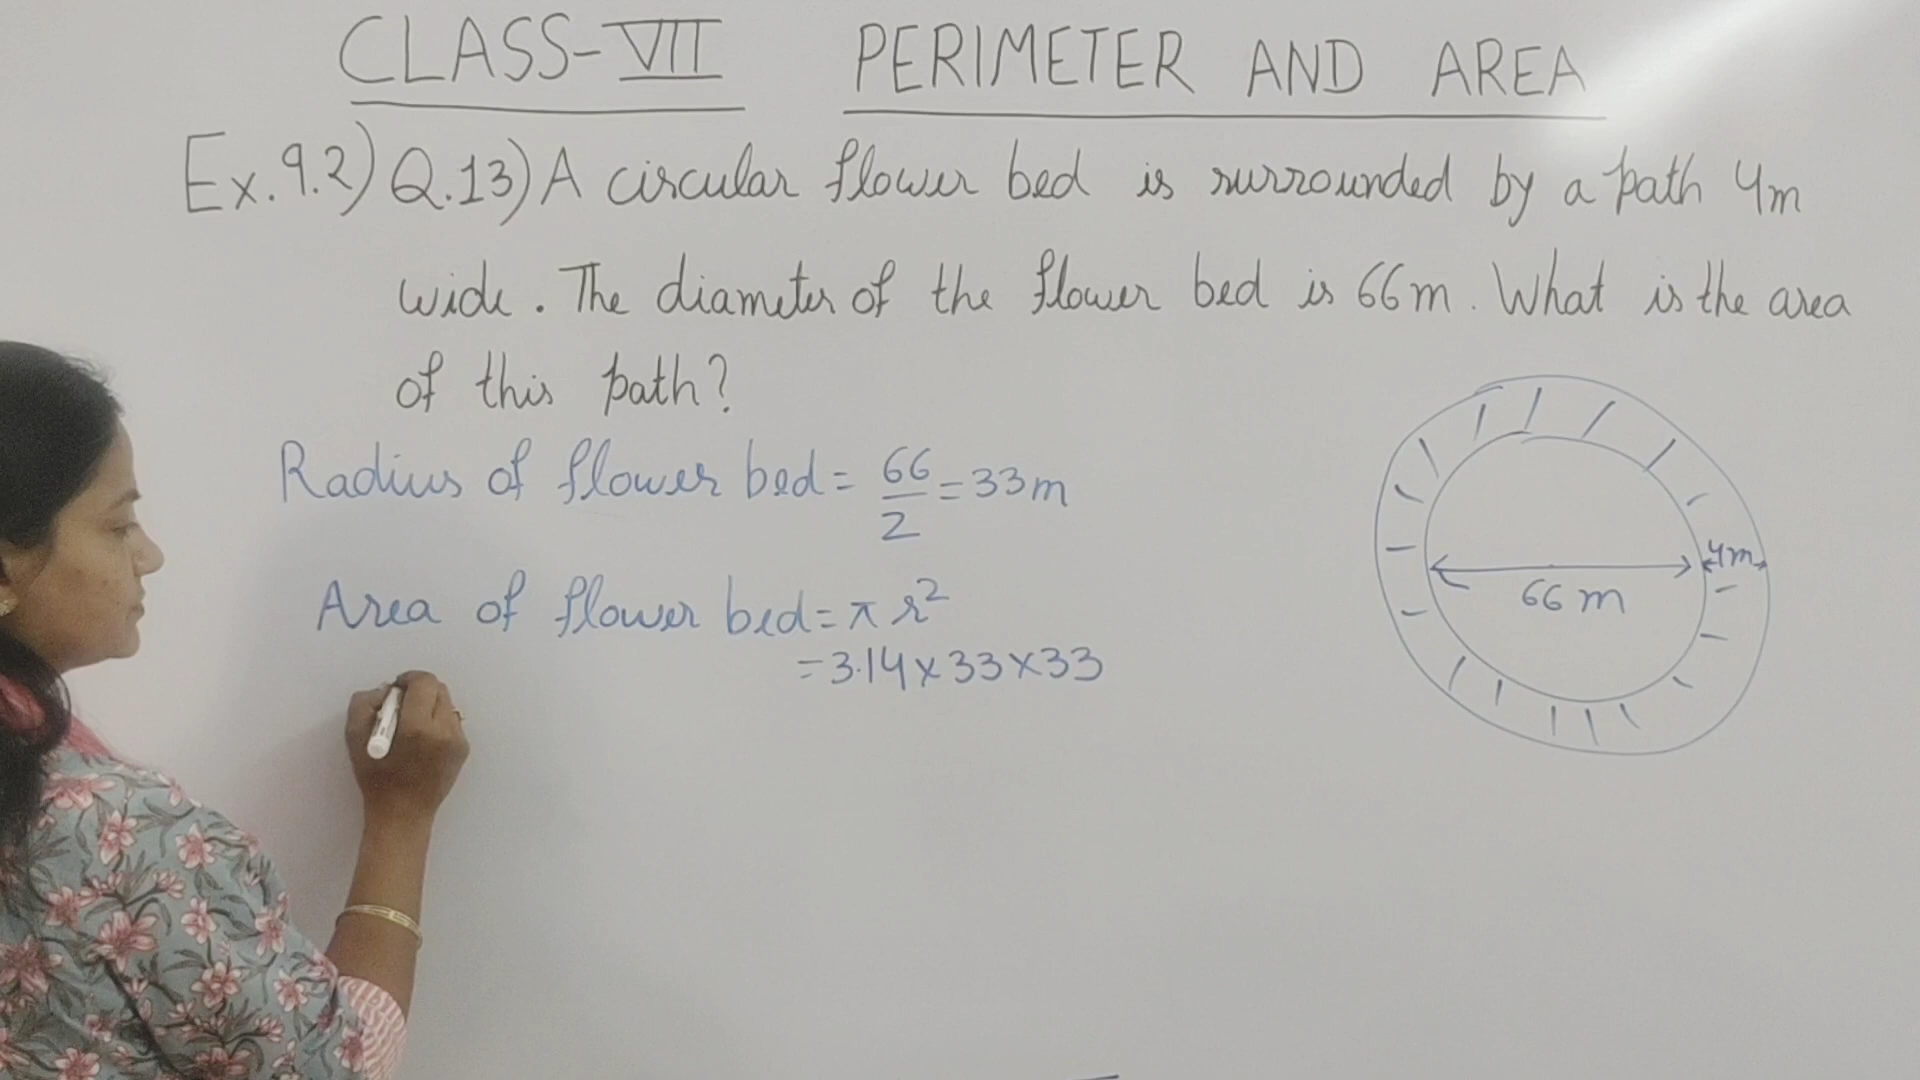 CLASS-VII PERIMETER AND AREA
Ex.9.2) Q.13) A circular flower bed is surrounded by a path 4m
wide. The diameter of the flower bed is 66m. What is the area
of this path?
Radius of flower bed = 66/2 = 33m
Area of flower bed = π r²
= 3.14 × 33 × 33
4m
66 m